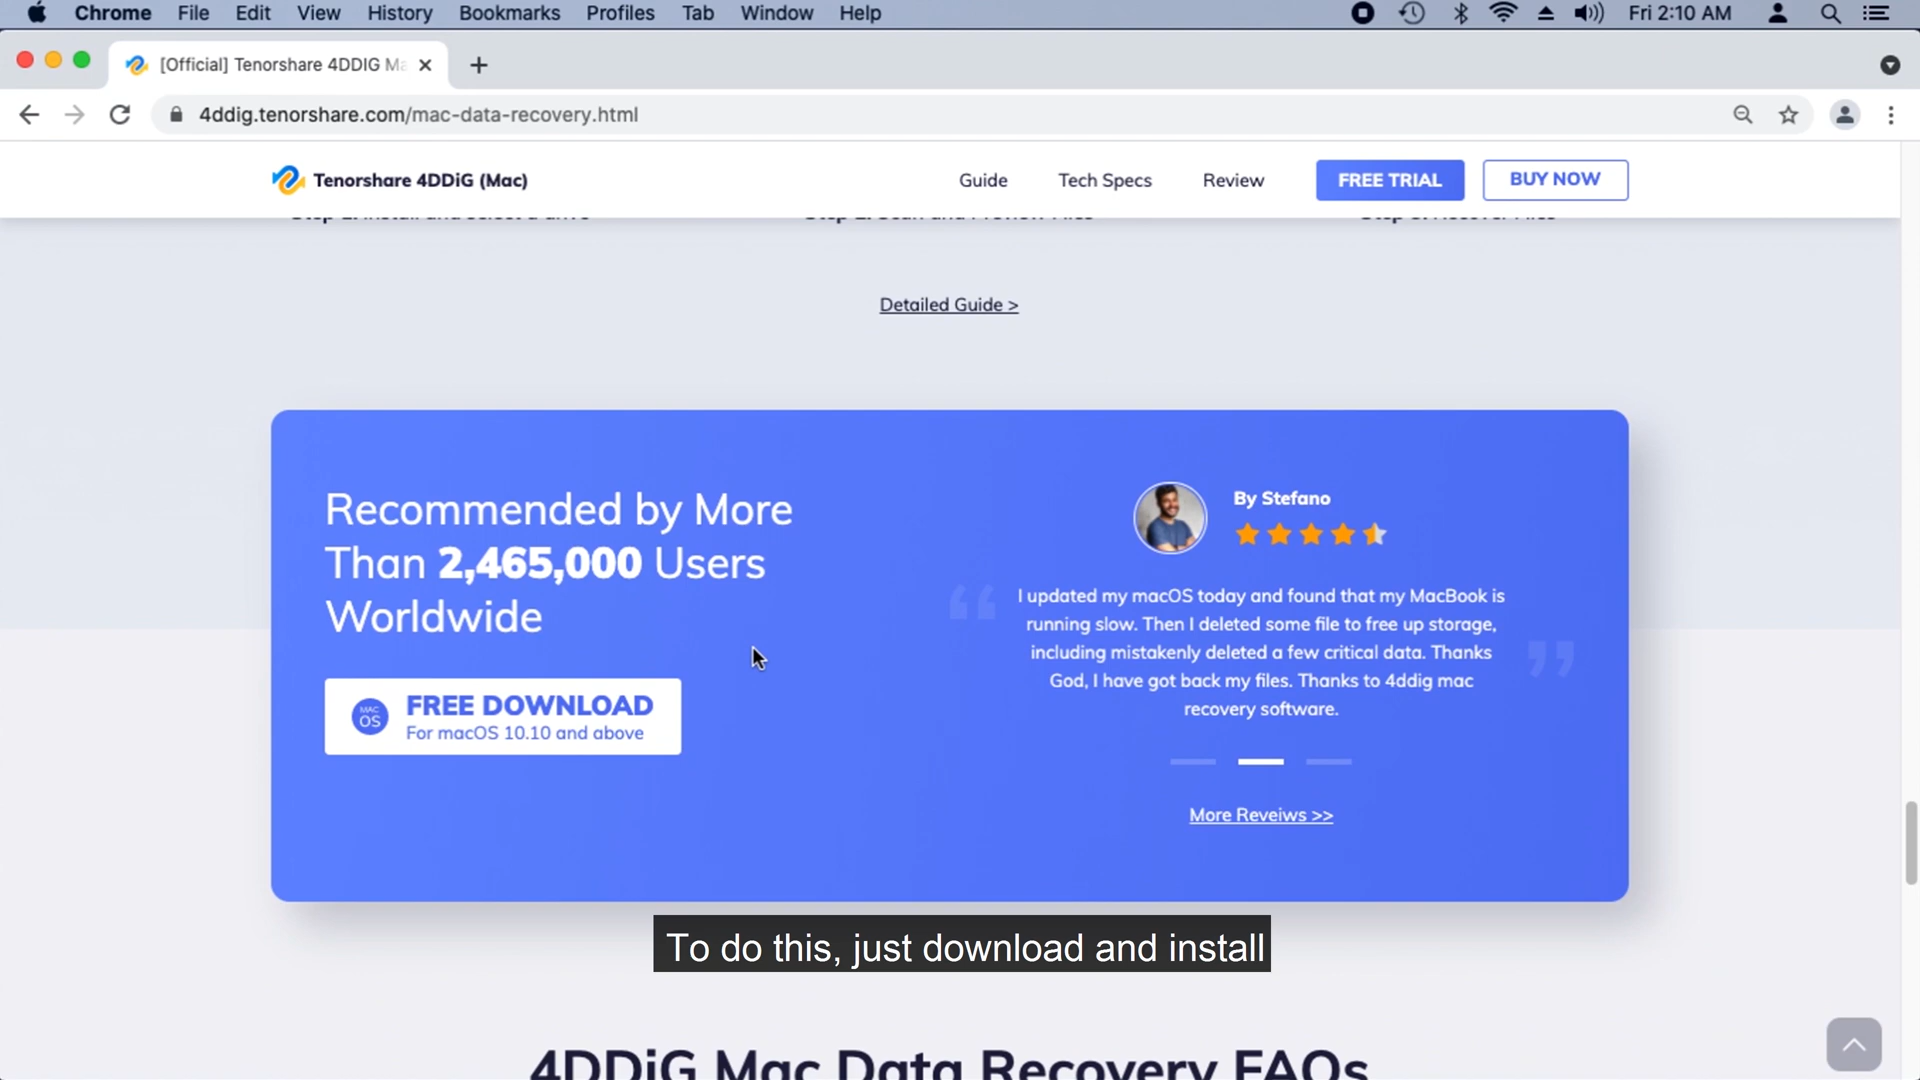 Chrome File Edit View History Bookmarks Profiles Tab Window Help Fri 2:10 AM
[Official] Tenorshare 4DDIG Ma
4ddig.tenorshare.com/mac-data-recovery.html
Tenorshare 4DDiG (Mac) Guide Tech Specs Review FREE TRIAL BUY NOW
Detailed Guide >
Recommended by More
Than 2,465,000 Users
Worldwide
MAC
OS
FREE DOWNLOAD
For macOS 10.10 and above
By Stefano
“
I updated my macOS today and found that my MacBook is
running slow. Then I deleted some file to free up storage,
including mistakenly deleted a few critical data. Thanks
God, I have got back my files. Thanks to 4ddig mac
recovery software.
”
More Reveiws >>
To do this, just download and install
4DDiG Mac Data Recovery FAQs